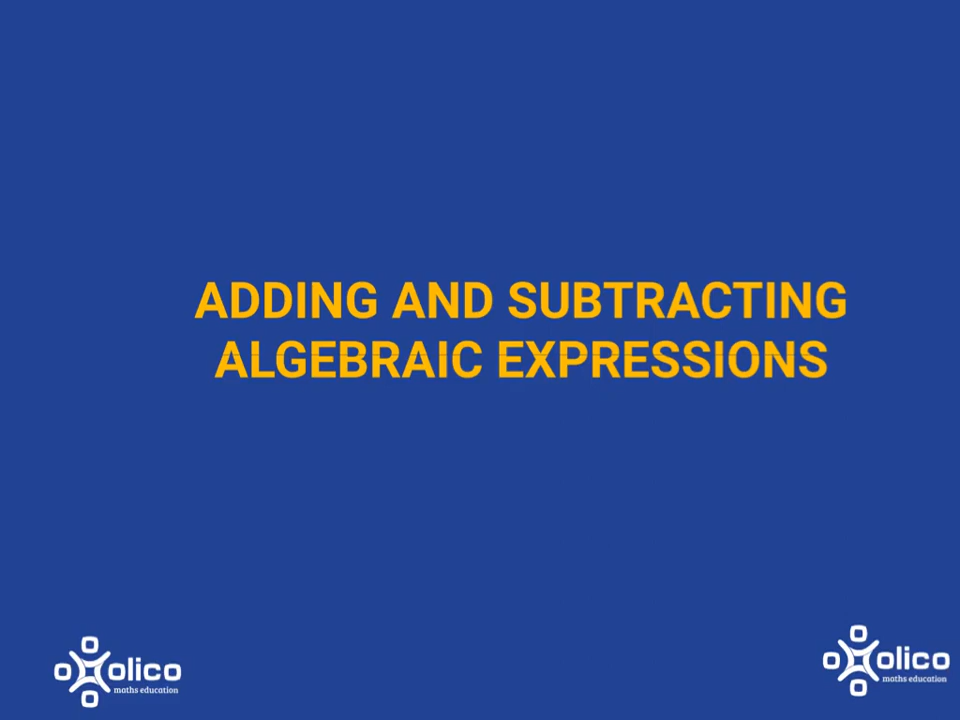 ADDING AND SUBTRACTING
ALGEBRAIC EXPRESSIONS
olico
maths education
olico
maths education